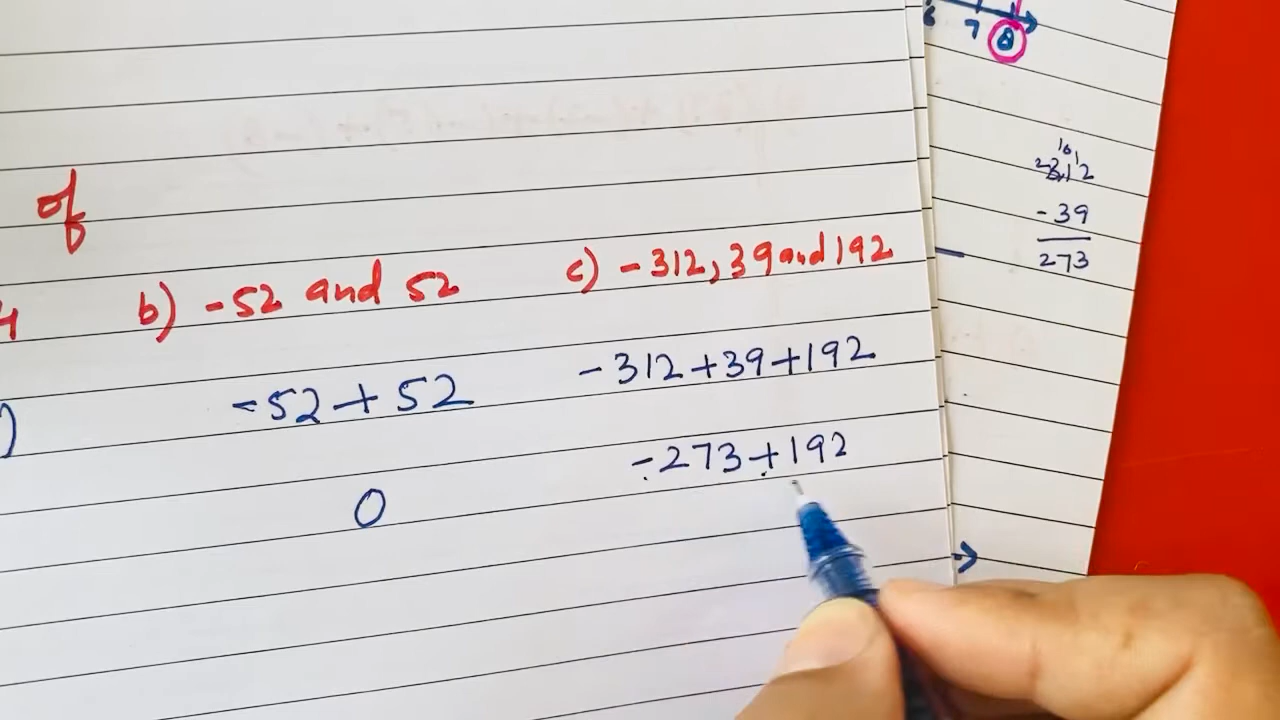 6 7 8
of
b) -52 and 52 c) -312, 39 and 192
-52 + 52 -312 + 39 + 192
0 -273 + 192
312
- 39
273